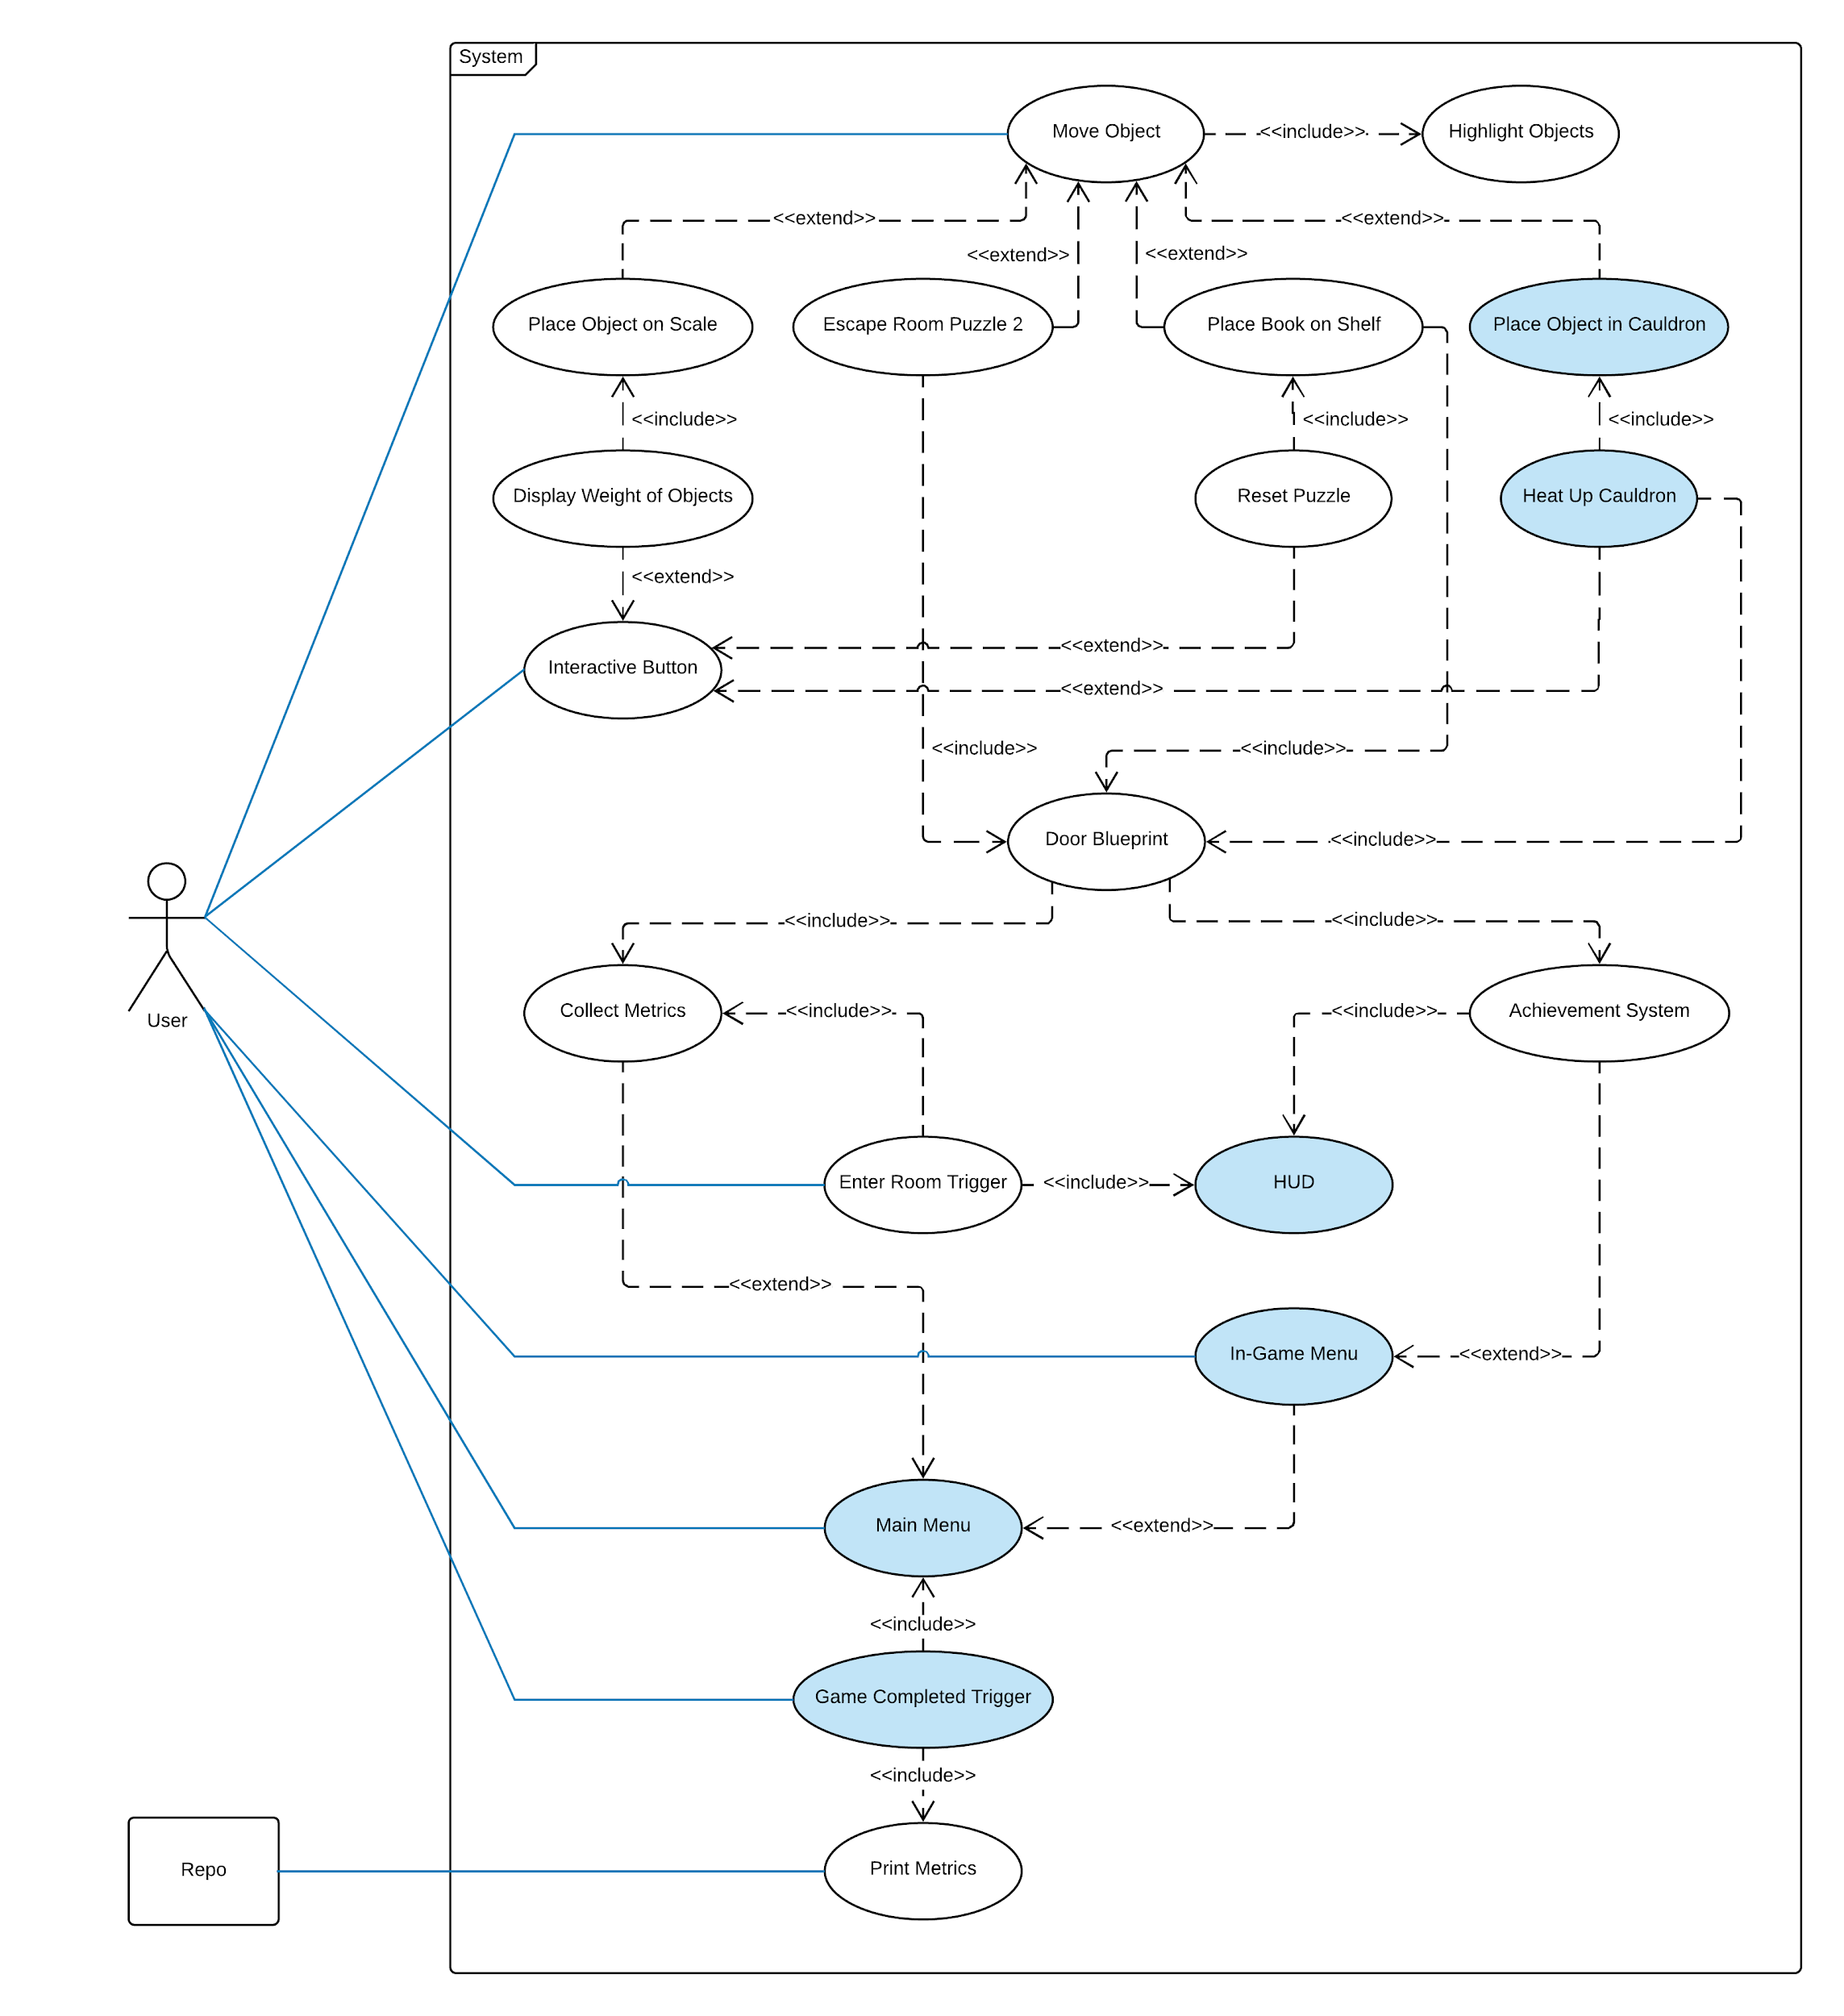 System
Move Object
<<include>>
Highlight Objects
<<extend>>
<<extend>>
<<extend>>
<<extend>>
Place Object on Scale
Escape Room Puzzle 2
Place Book on Shelf
Place Object in Cauldron
<<include>>
<<include>>
<<include>>
Display Weight of Objects
Reset Puzzle
Heat Up Cauldron
<<extend>>
<<extend>>
Interactive Button
<<extend>>
<<include>>
<<include>>
Door Blueprint
<<include>>
<<include>>
<<include>>
Collect Metrics
<<include>>
<<include>>
Achievement System
User
Enter Room Trigger
<<include>>
HUD
<<extend>>
In-Game Menu
<<extend>>
Main Menu
<<extend>>
<<include>>
Game Completed Trigger
<<include>>
Repo
Print Metrics